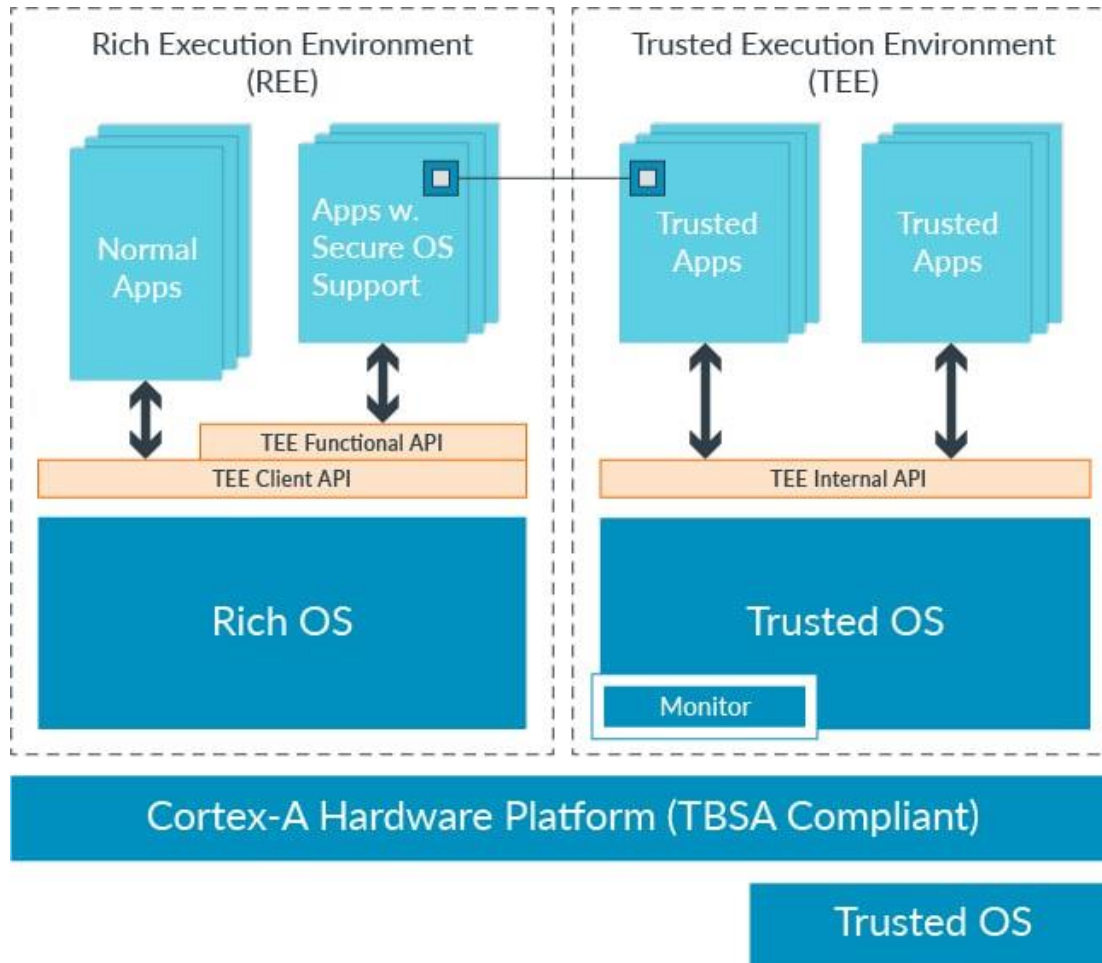 Rich Execution Environment
(REE)
Trusted Execution Environment
(TEE)
Normal
Apps
Apps w.
Secure OS
Support
Trusted
Apps
Trusted
Apps
TEE Functional API
TEE Client API
TEE Internal API
Rich OS
Trusted OS
Monitor
Cortex-A Hardware Platform (TBSA Compliant)
Trusted OS